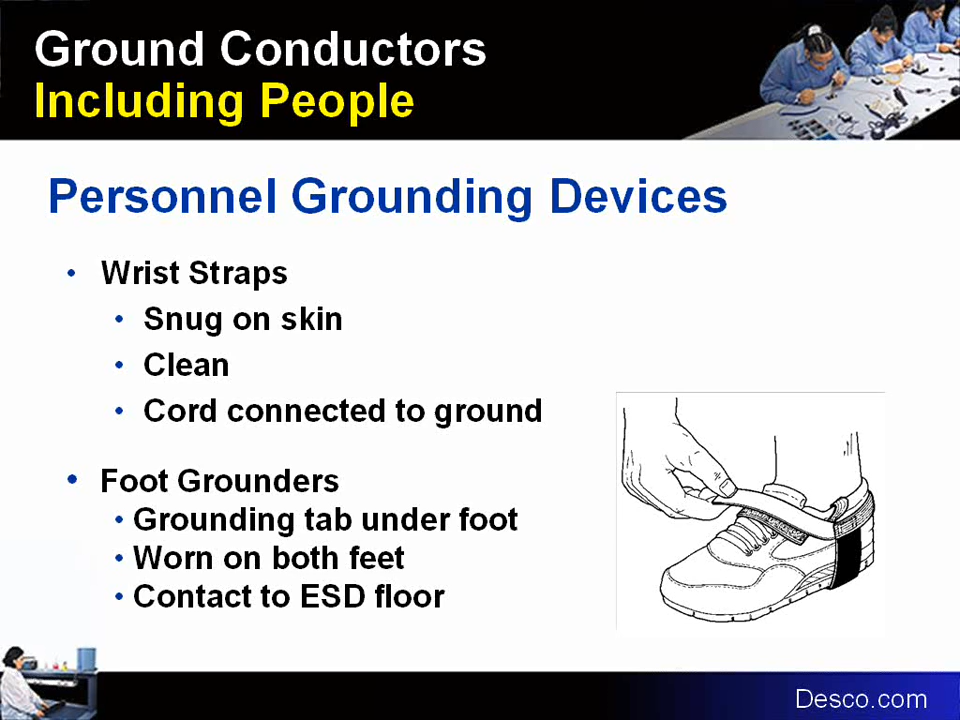 Ground Conductors
Including People
Personnel Grounding Devices
• Wrist Straps
• Snug on skin
• Clean
• Cord connected to ground
• Foot Grounders
• Grounding tab under foot
• Worn on both feet
• Contact to ESD floor
Desco.com